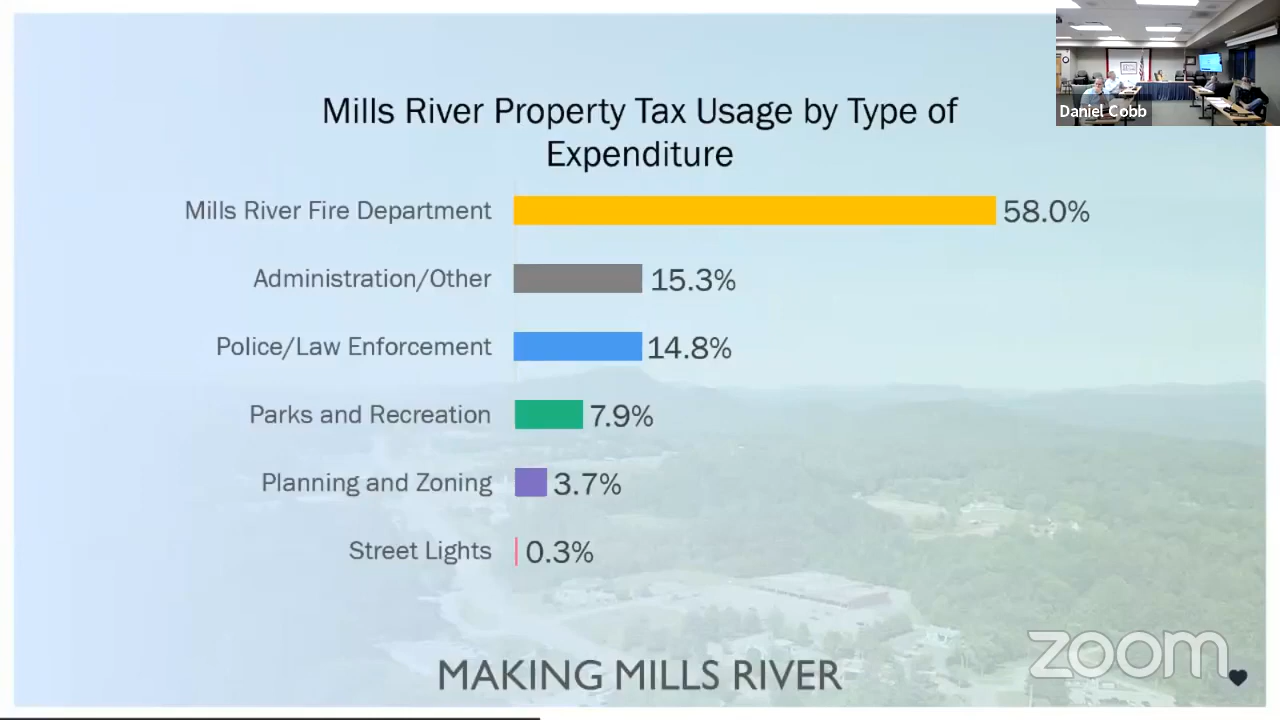 Daniel Cobb
Mills River Property Tax Usage by Type of
Expenditure
Mills River Fire Department 58.0%
Administration/Other 15.3%
Police/Law Enforcement 14.8%
Parks and Recreation 7.9%
Planning and Zoning 3.7%
Street Lights 0.3%
MAKING MILLS RIVER
zoom